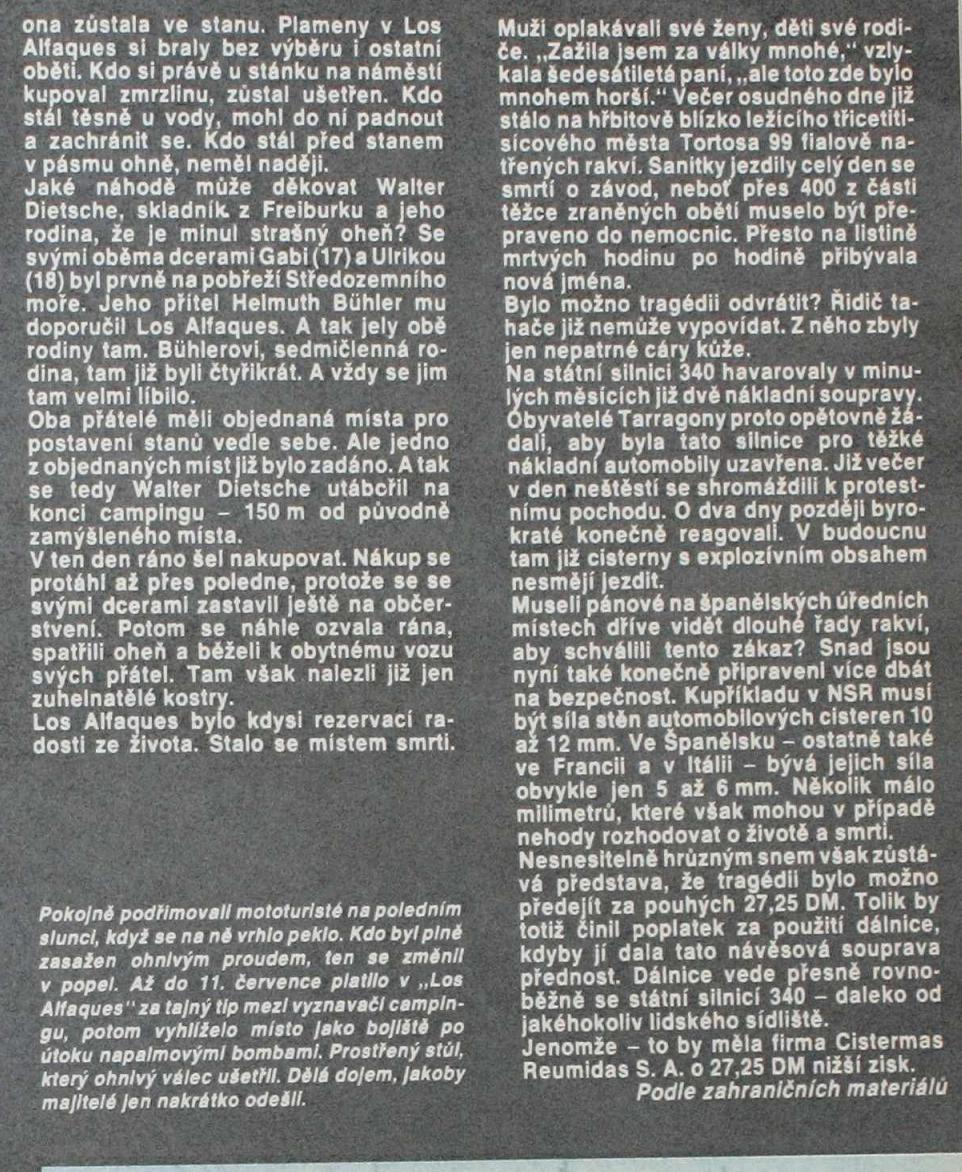 ona zůstala ve stanu. Plameny v Los
Alfaques si braly bez výběru i ostatní
oběti. Kdo si právě u stánku na náměstí
kupoval zmrzlinu, zůstal ušetřen. Kdo
stál těsně u vody, mohl do ní padnout
a zachránit se. Kdo stál před stanem
v pásmu ohně, neměl naději.
Jaké náhodě může děkovat Walter
Dietsche, skladník z Freiburku a jeho
rodina, že je minul strašný oheň? Se
svými oběma dcerami Gabi (17) a Ulrikou
(18) byl prvně na pobřeží Středozemního
moře. Jeho přítel Helmuth Bühler mu
doporučil Los Alfaques. A tak jely obě
rodiny tam. Bühlerovi, sedmičlenná ro-
dina, tam již byli čtyřikrát. A vždy se jim
tam velmi líbilo.
Oba přátelé měli objednaná místa pro
postavení stanů vedle sebe. Ale jedno
z objednaných míst již bylo zadáno. A tak
se tedy Walter Dietsche utábořil na
konci campingu – 150 m od původně
zamýšleného místa.
V ten den ráno šel nakupovat. Nákup se
protáhl až přes poledne, protože se se
svými dcerami zastavil ještě na občer-
stvení. Potom se náhle ozvala rána,
spatřili oheň a běželi k obytnému vozu
svých přátel. Tam však nalezli již jen
zuhelnatělé kostry.
Los Alfaques bylo kdysi rezervací ra-
dosti ze života. Stalo se místem smrti.
Pokojně podřimovali mototuristé na poledním
slunci, když se na ně vrhlo peklo. Kdo byl plně
zasažen ohnivým proudem, ten se změnil
v popel. Až do 11. července platilo v „Los
Alfaques" za tajný tip mezi vyznavači campin-
gu, potom vyhlíželo místo jako bojiště po
útoku napalmovými bombami. Prostřený stůl,
který ohnivý válec ušetřil. Dělá dojem, jakoby
majitelé jen nakrátko odešli.
Muži oplakávali své ženy, děti své rodi-
če. „Zažila jsem za války mnohé," vzly-
kala šedesátiletá paní, „ale toto zde bylo
mnohem horší." Večer osudného dne již
stálo na hřbitově blízko ležícího třicetiti-
sícového města Tortosa 99 fialově na-
třených rakví. Sanitky jezdily celý den se
smrtí o závod, neboť přes 400 z části
těžce zraněných obětí muselo být pře-
praveno do nemocnic. Přesto na listině
mrtvých hodinu po hodině přibývala
nová jména.
Bylo možno tragédii odvrátit? Řidič ta-
hače již nemůže vypovídat. Z něho zbyly
jen nepatrné cáry kůže.
Na státní silnici 340 havarovaly v minu-
lých měsících již dvě nákladní soupravy.
Obyvatelé Tarragony proto opětovně žá-
dali, aby byla tato silnice pro těžké
nákladní automobily uzavřena. Již večer
v den neštěstí se shromáždili k protest-
nímu pochodu. O dva dny později byro-
kraté konečně reagovali. V budoucnu
tam již cisterny s explozívním obsahem
nesmějí jezdit.
Museli pánové na španělských úředních
místech dříve vidět dlouhé řady rakví,
aby schválili tento zákaz? Snad jsou
nyní také konečně připraveni více dbát
na bezpečnost. Kupříkladu v NSR musí
být síla stěn automobilových cisteren 10
až 12 mm. Ve Španělsku – ostatně také
ve Francii a v Itálii – bývá jejich síla
obvykle jen 5 až 6 mm. Několik málo
milimetrů, které však mohou v případě
nehody rozhodovat o životě a smrti.
Nesnesitelně hrůzným snem však zůstá-
vá představa, že tragédii bylo možno
předejít za pouhých 27,25 DM. Tolik by
totiž činil poplatek za použití dálnice,
kdyby jí dala tato návěsová souprava
přednost. Dálnice vede přesně rovno-
běžně se státní silnicí 340 – daleko od
jakéhokoliv lidského sídliště.
Jenomže – to by měla firma Cistermas
Reumidas S. A. o 27,25 DM nižší zisk.
Podle zahraničních materiálů